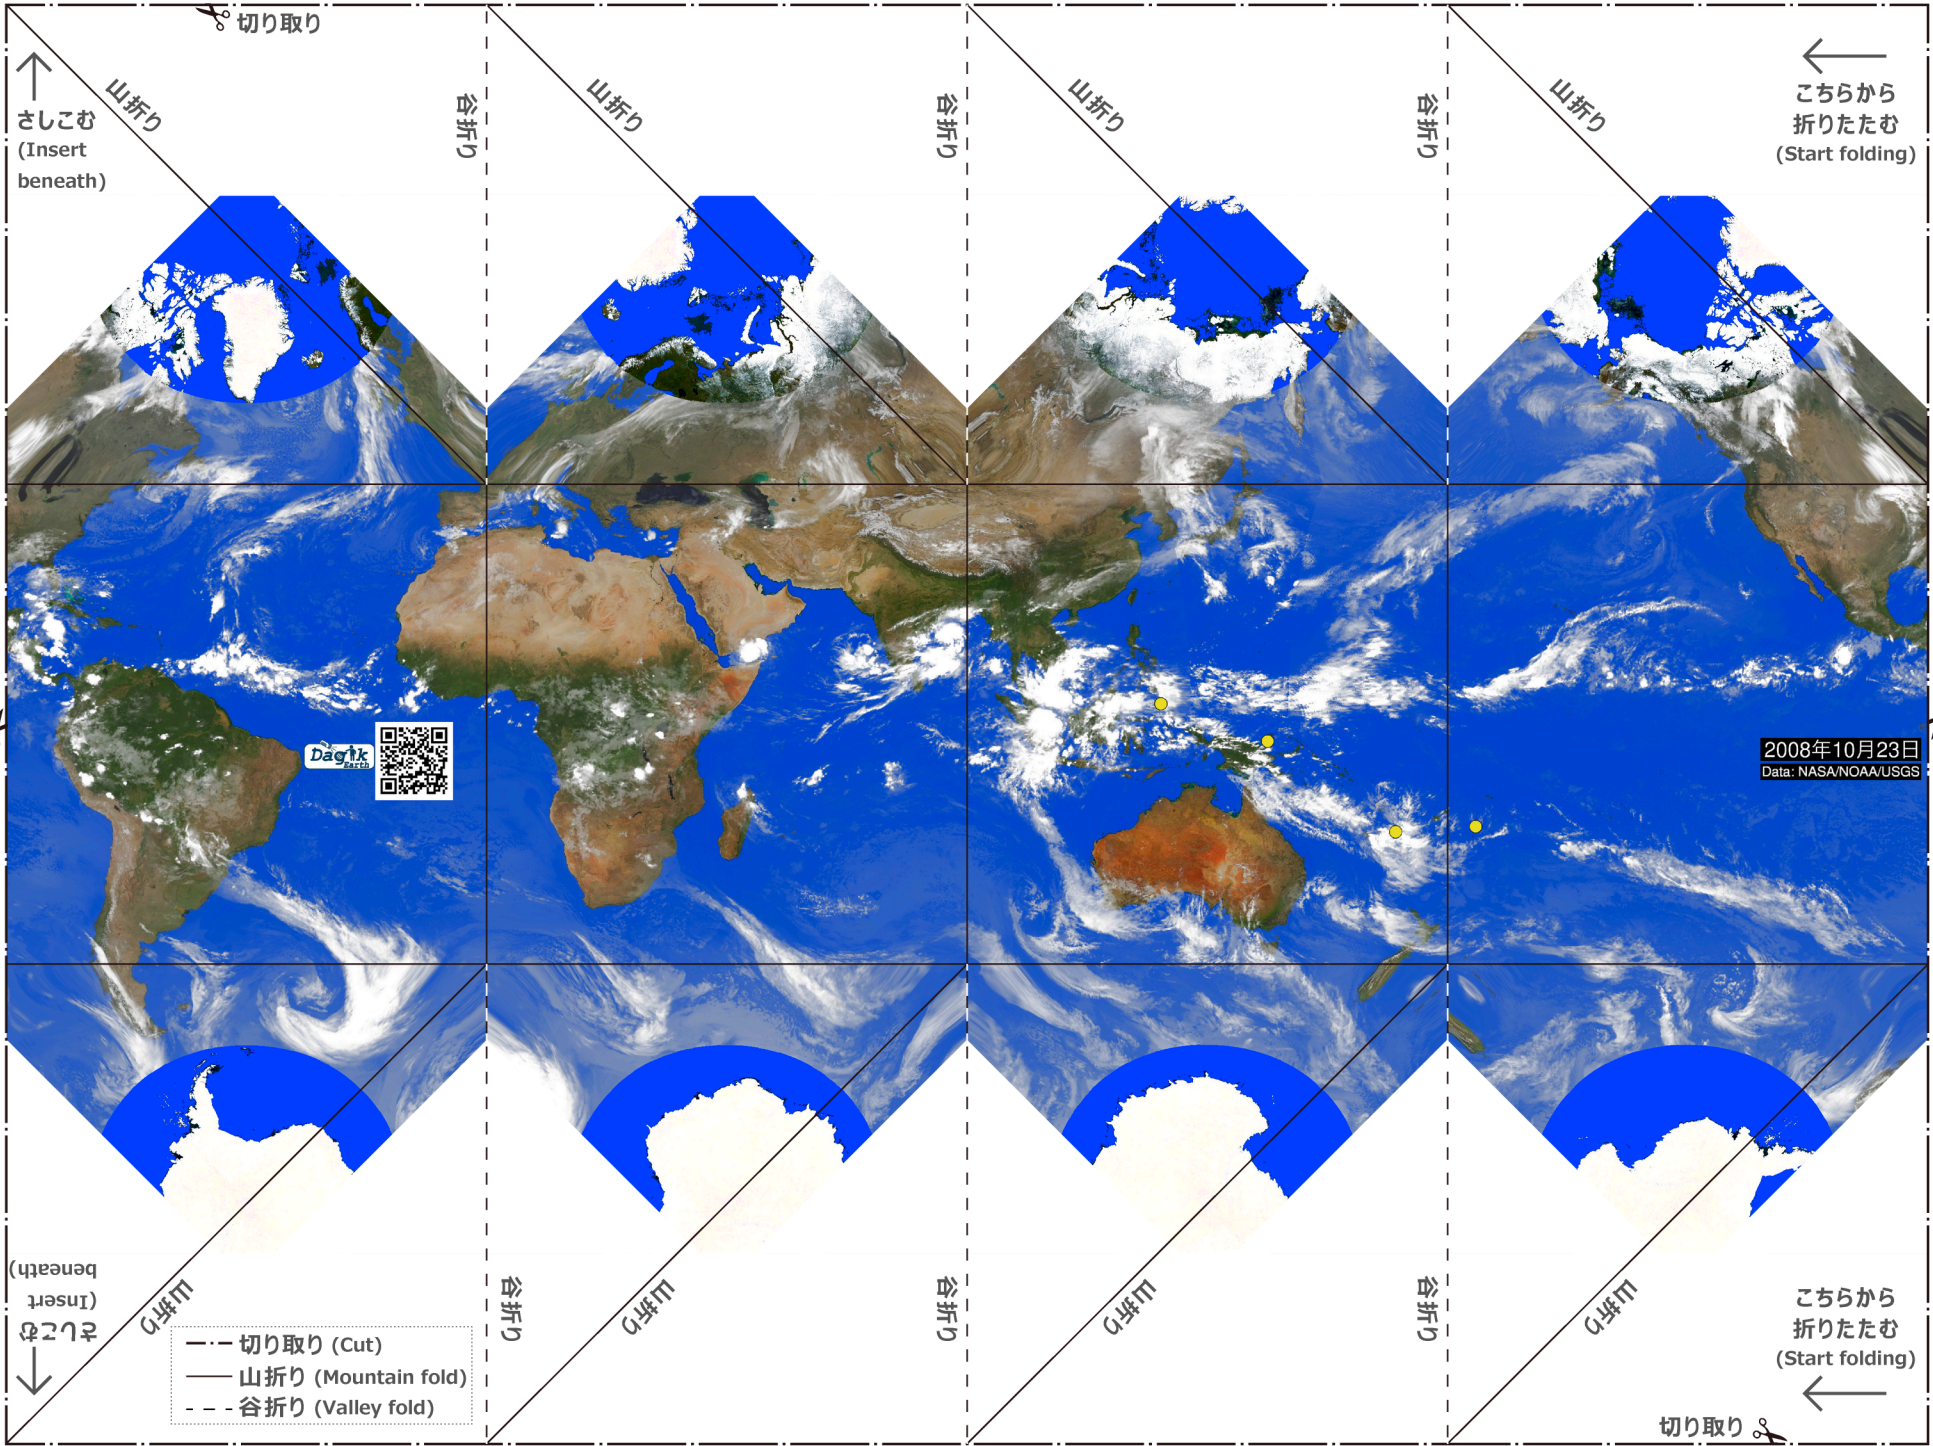 切り取り
山折り
谷折り
山折り
谷折り
山折り
谷折り
山折り
さしこむ
(Insert
beneath)
こちらから
折りたたむ
(Start folding)
Dagik
Earth
2008年10月23日
Data: NASA/NOAA/USGS
さしこむ
(Insert
beneath)
山折り
谷折り
山折り
谷折り
山折り
谷折り
山折り
切り取り (Cut)
山折り (Mountain fold)
谷折り (Valley fold)
こちらから
折りたたむ
(Start folding)
切り取り